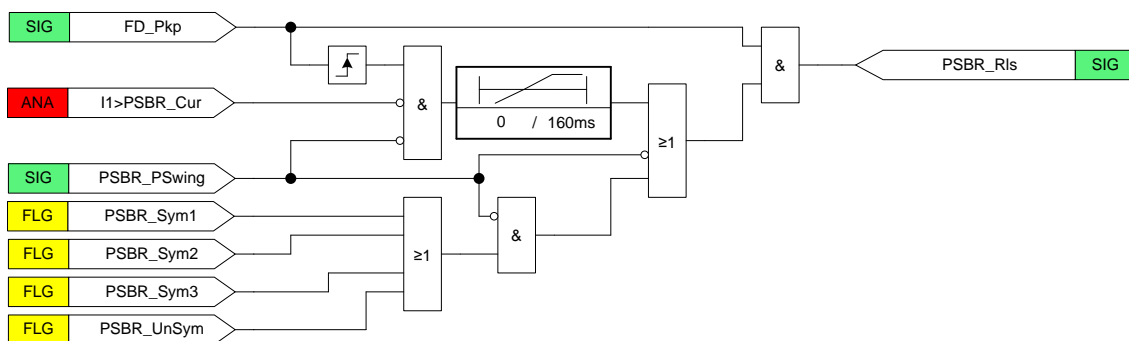 SIG FD_Pkp
&
PSBR_Rls SIG
ANA I1>PSBR_Cur
&
0 / 160ms
≥1
SIG PSBR_PSwing
FLG PSBR_Sym1
&
FLG PSBR_Sym2
≥1
FLG PSBR_Sym3
FLG PSBR_UnSym